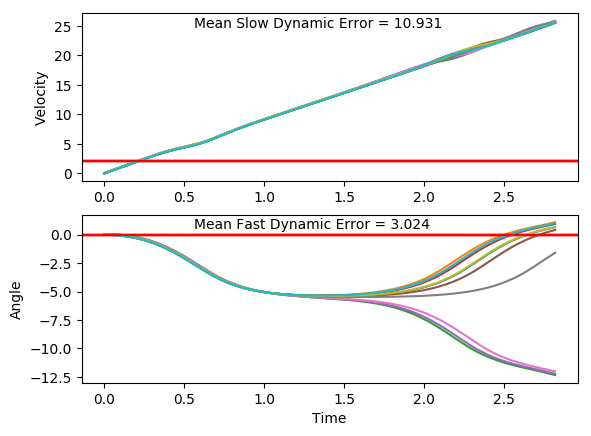 Mean Slow Dynamic Error = 10.931
25
20
15
10
5
0
Velocity
0.0 0.5 1.0 1.5 2.0 2.5
Mean Fast Dynamic Error = 3.024
0.0
−2.5
−5.0
−7.5
−10.0
−12.5
Angle
0.0 0.5 1.0 1.5 2.0 2.5
Time